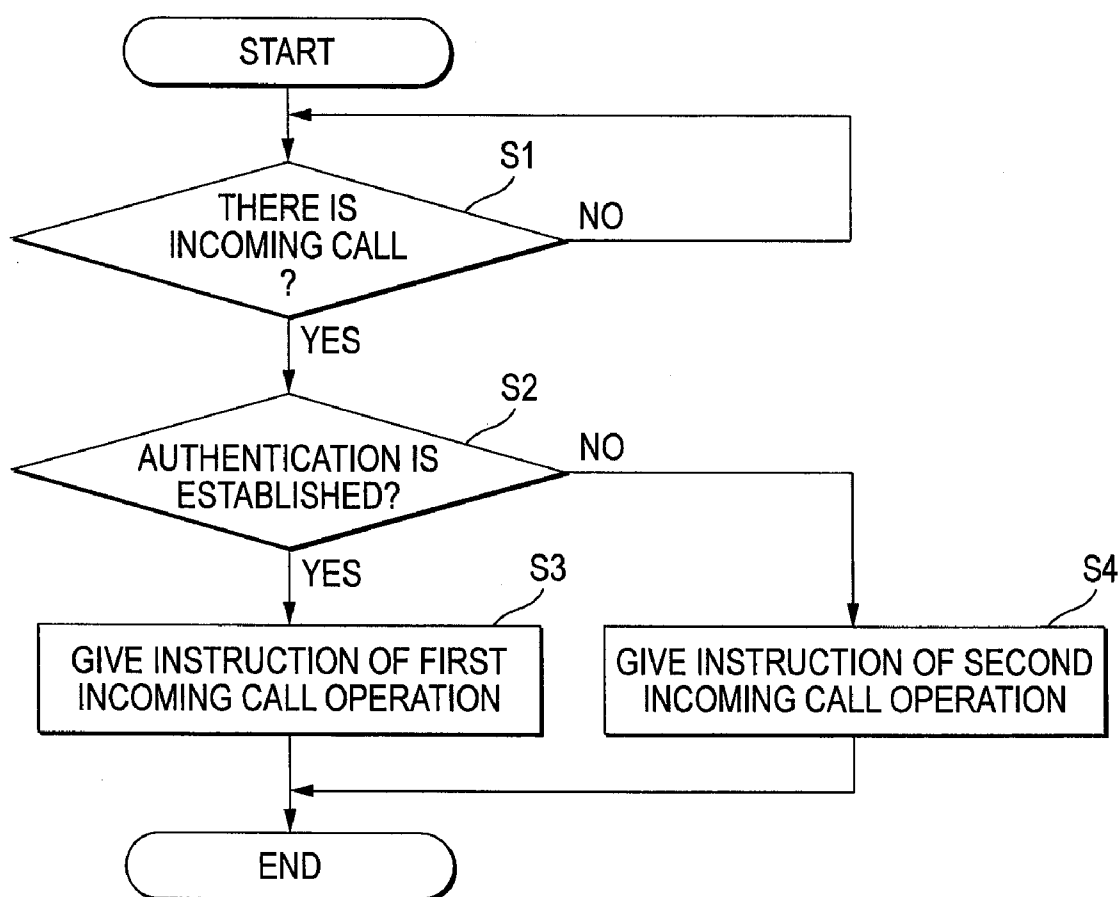 START
S1
THERE IS
INCOMING CALL
?
NO
YES
S2
AUTHENTICATION IS
ESTABLISHED?
NO
YES
S3
S4
GIVE INSTRUCTION OF FIRST
INCOMING CALL OPERATION
GIVE INSTRUCTION OF SECOND
INCOMING CALL OPERATION
END